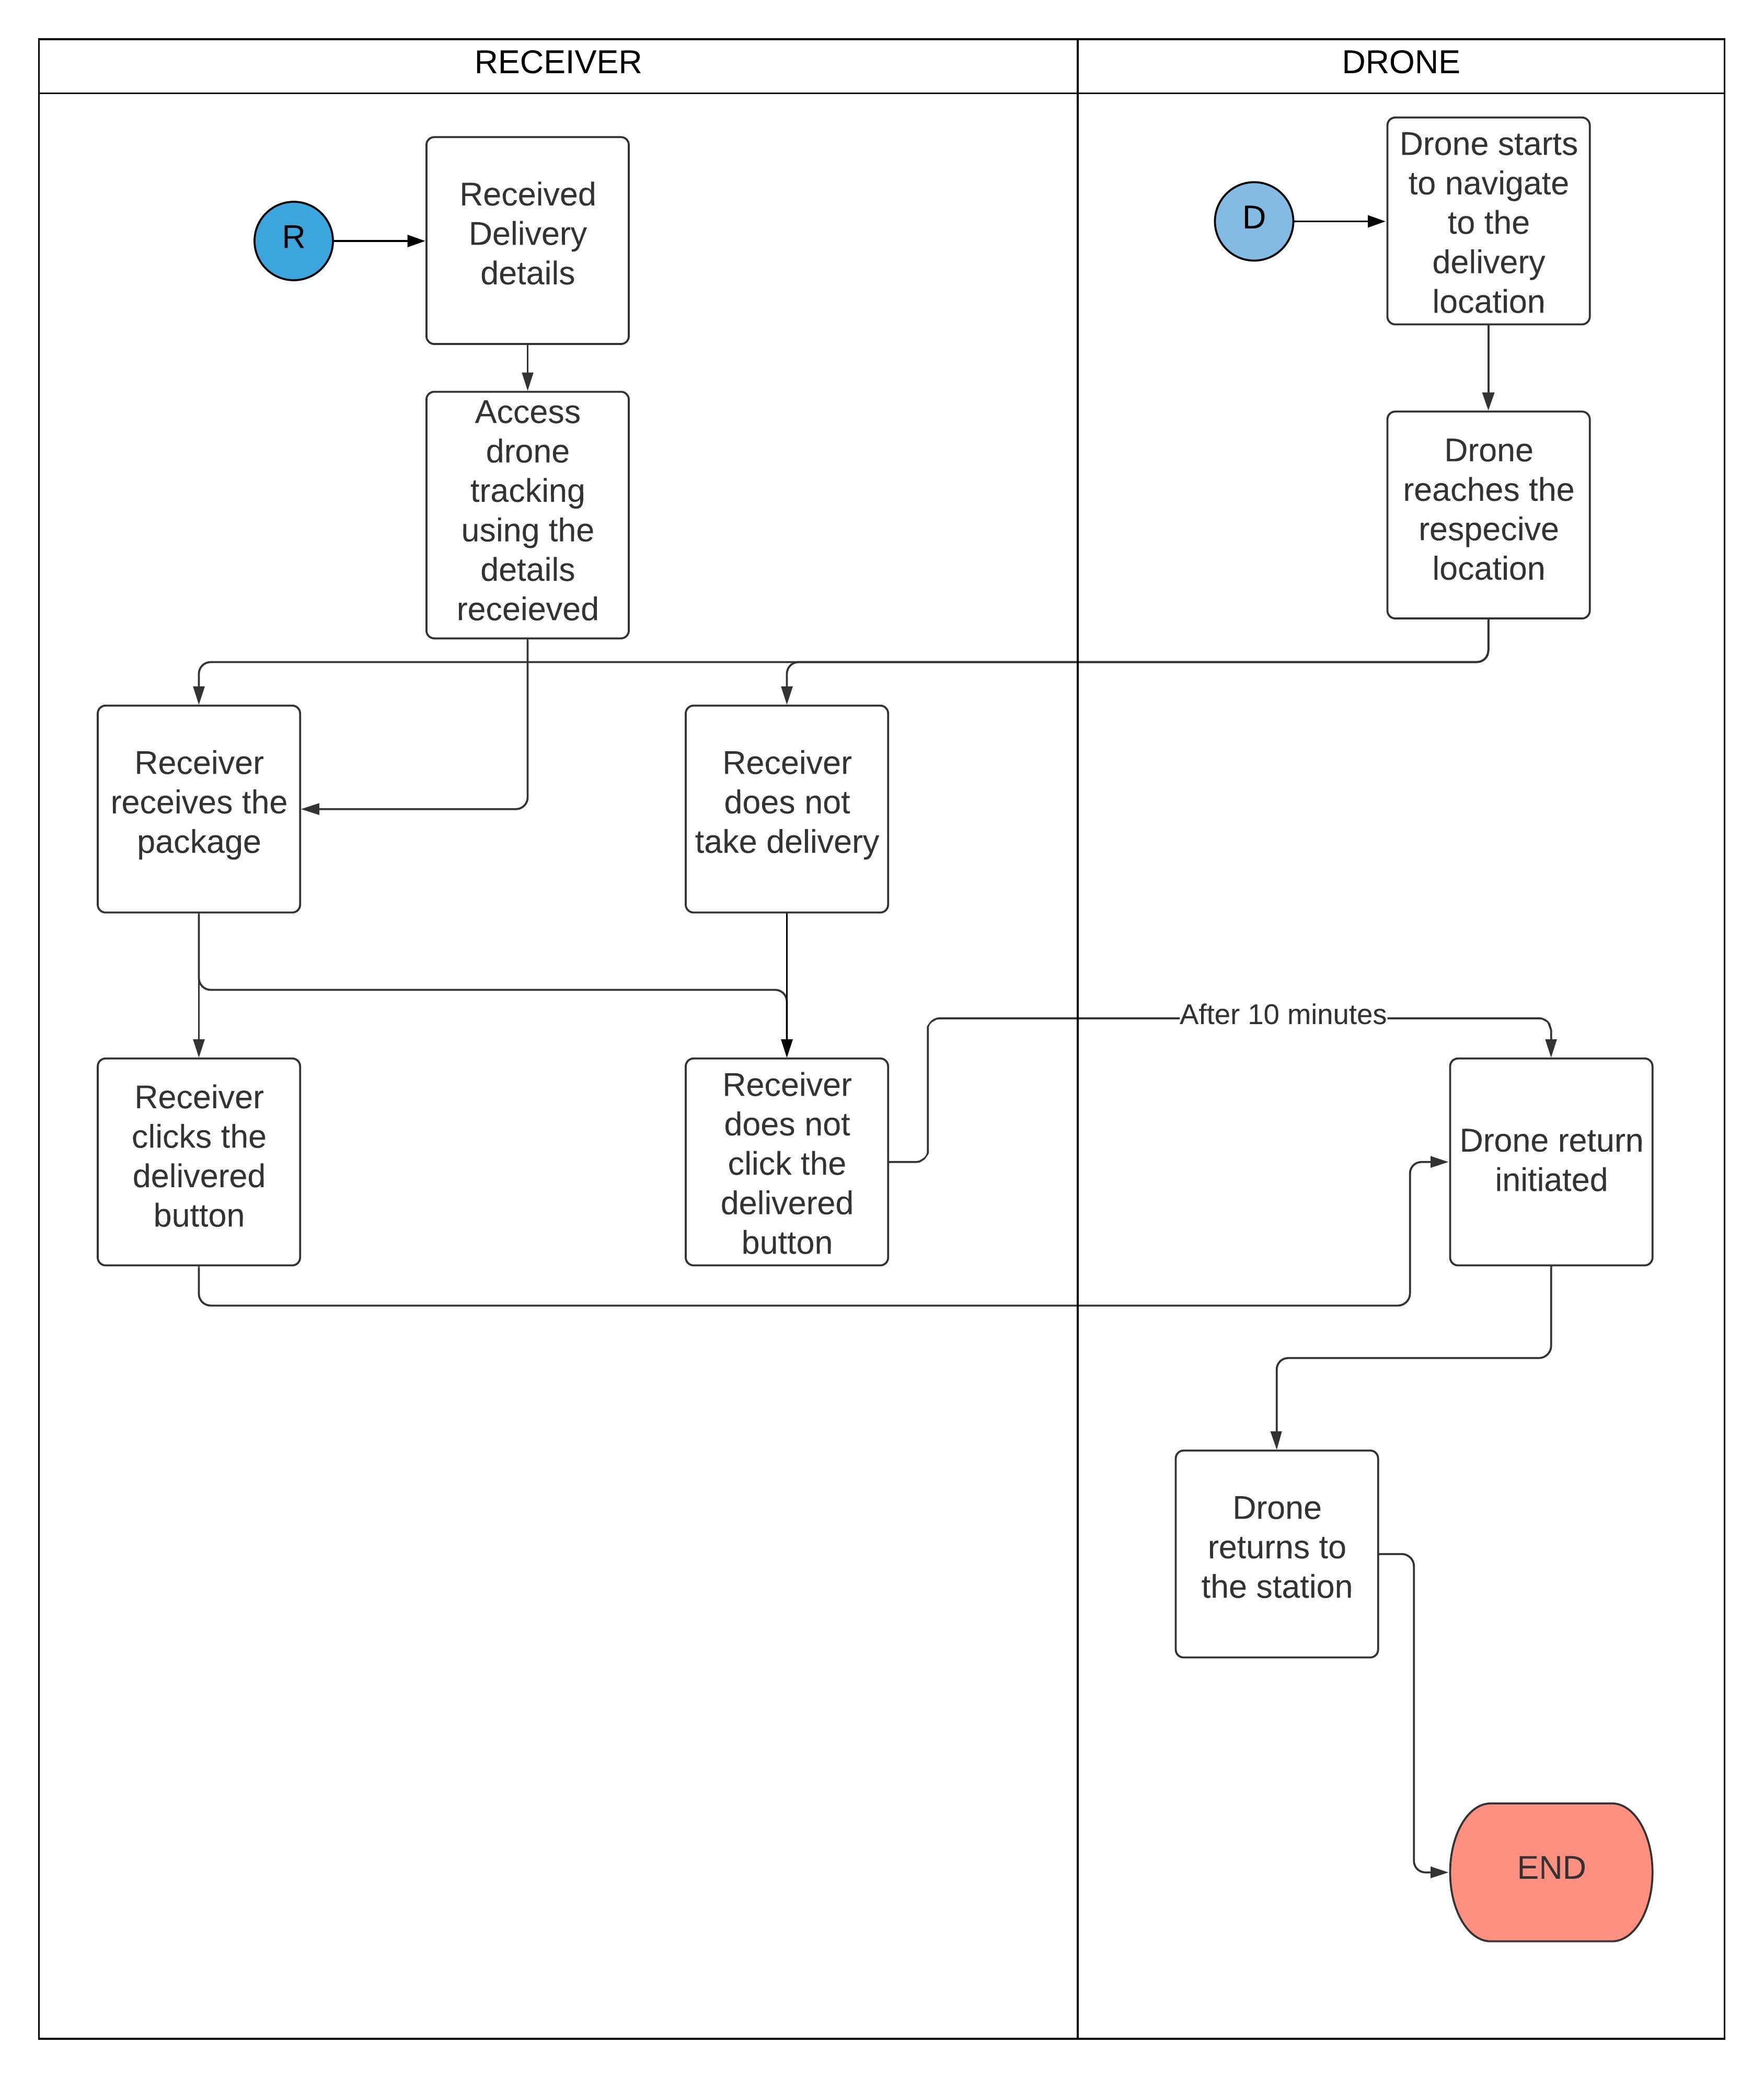 RECEIVER
DRONE
R
Received
Delivery
details
D
Drone starts
to navigate
to the
delivery
location
Access
drone
tracking
using the
details
receieved
Drone
reaches the
respecive
location
Receiver
receives the
package
Receiver
does not
take delivery
After 10 minutes
Receiver
clicks the
delivered
button
Receiver
does not
click the
delivered
button
Drone return
initiated
Drone
returns to
the station
END